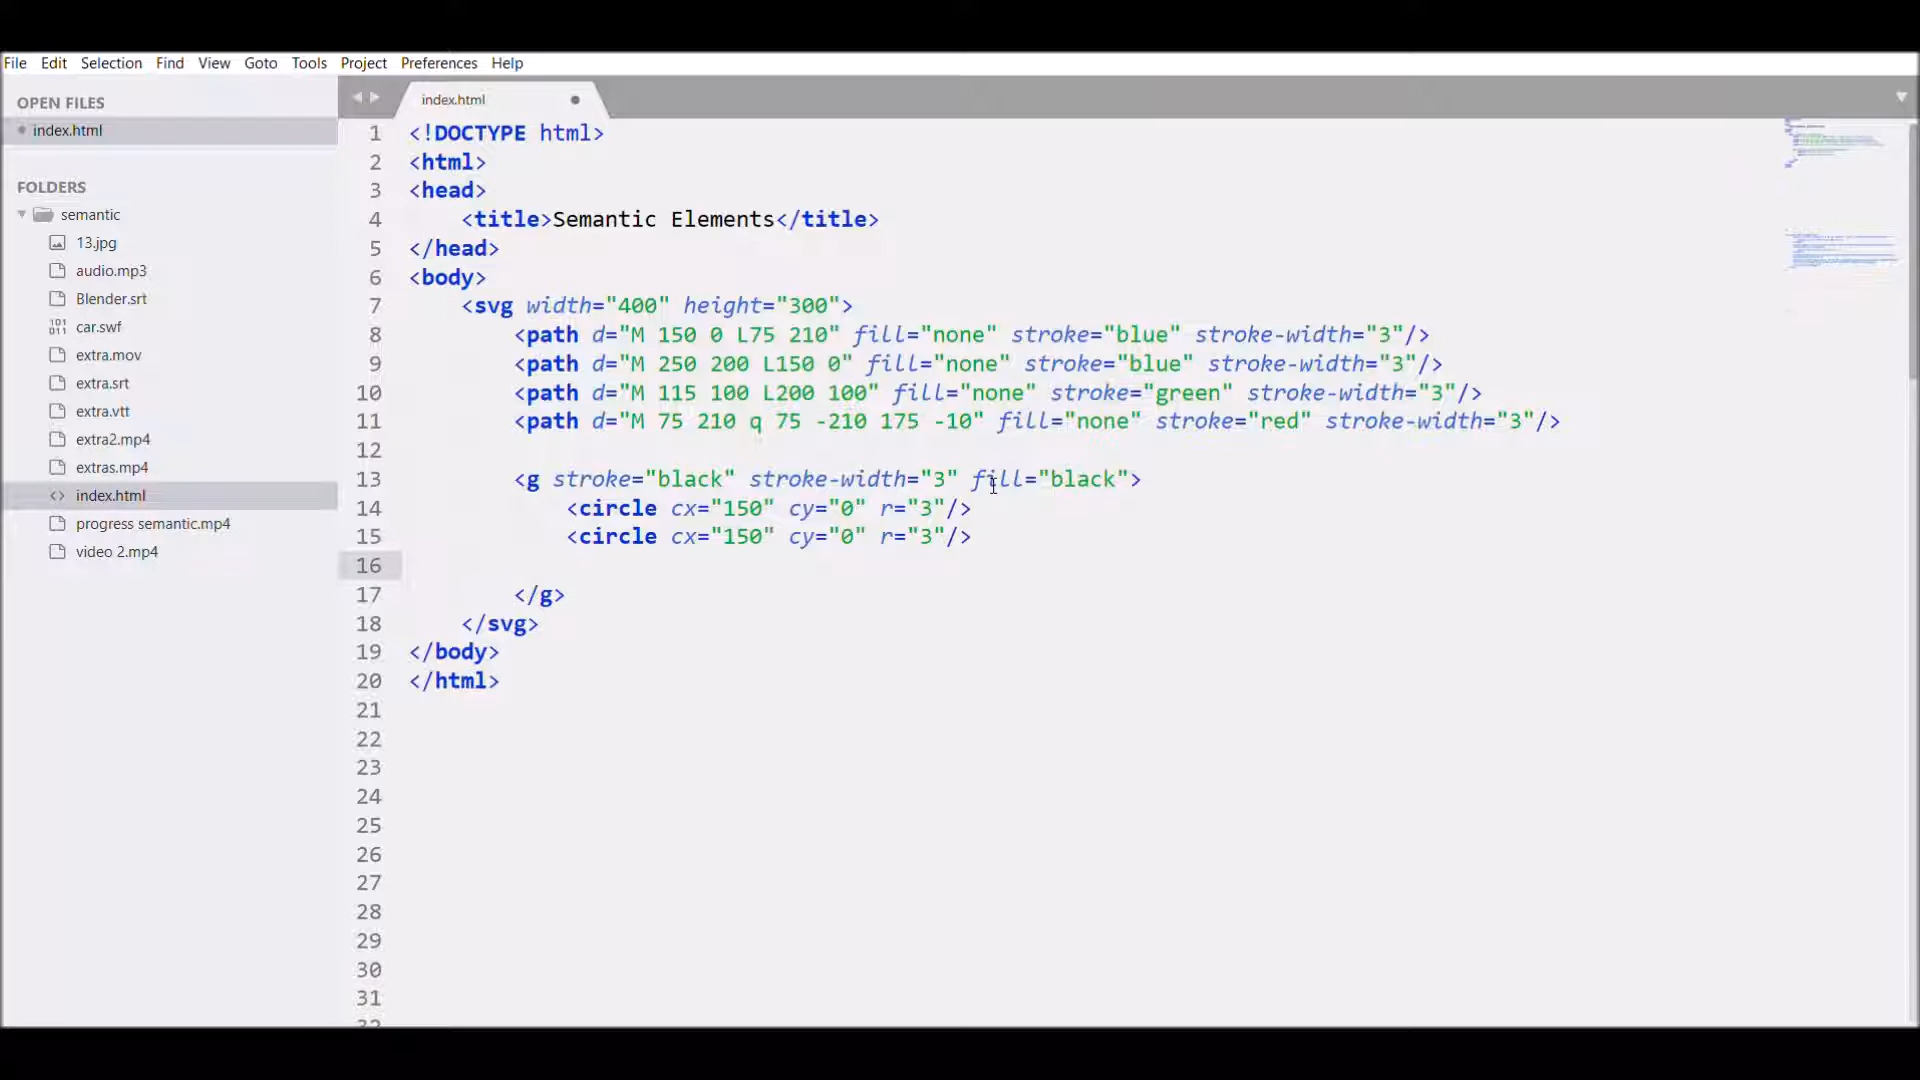 File Edit Selection Find View Goto Tools Project Preferences Help
OPEN FILES
index.html
FOLDERS
semantic
13.jpg
audio.mp3
Blender.srt
car.swf
extra.mov
extra.srt
extra.vtt
extra2.mp4
extras.mp4
index.html
progress semantic.mp4
video 2.mp4
index.html
1 <!DOCTYPE html>
2 <html>
3 <head>
4 <title>Semantic Elements</title>
5 </head>
6 <body>
7 <svg width="400" height="300">
8 <path d="M 150 0 L75 210" fill="none" stroke="blue" stroke-width="3"/>
9 <path d="M 250 200 L150 0" fill="none" stroke="blue" stroke-width="3"/>
10 <path d="M 115 100 L200 100" fill="none" stroke="green" stroke-width="3"/>
11 <path d="M 75 210 q 75 -210 175 -10" fill="none" stroke="red" stroke-width="3"/>
12
13 <g stroke="black" stroke-width="3" fill="black">
14 <circle cx="150" cy="0" r="3"/>
15 <circle cx="150" cy="0" r="3"/>
16
17 </g>
18 </svg>
19 </body>
20 </html>
21
22
23
24
25
26
27
28
29
30
31